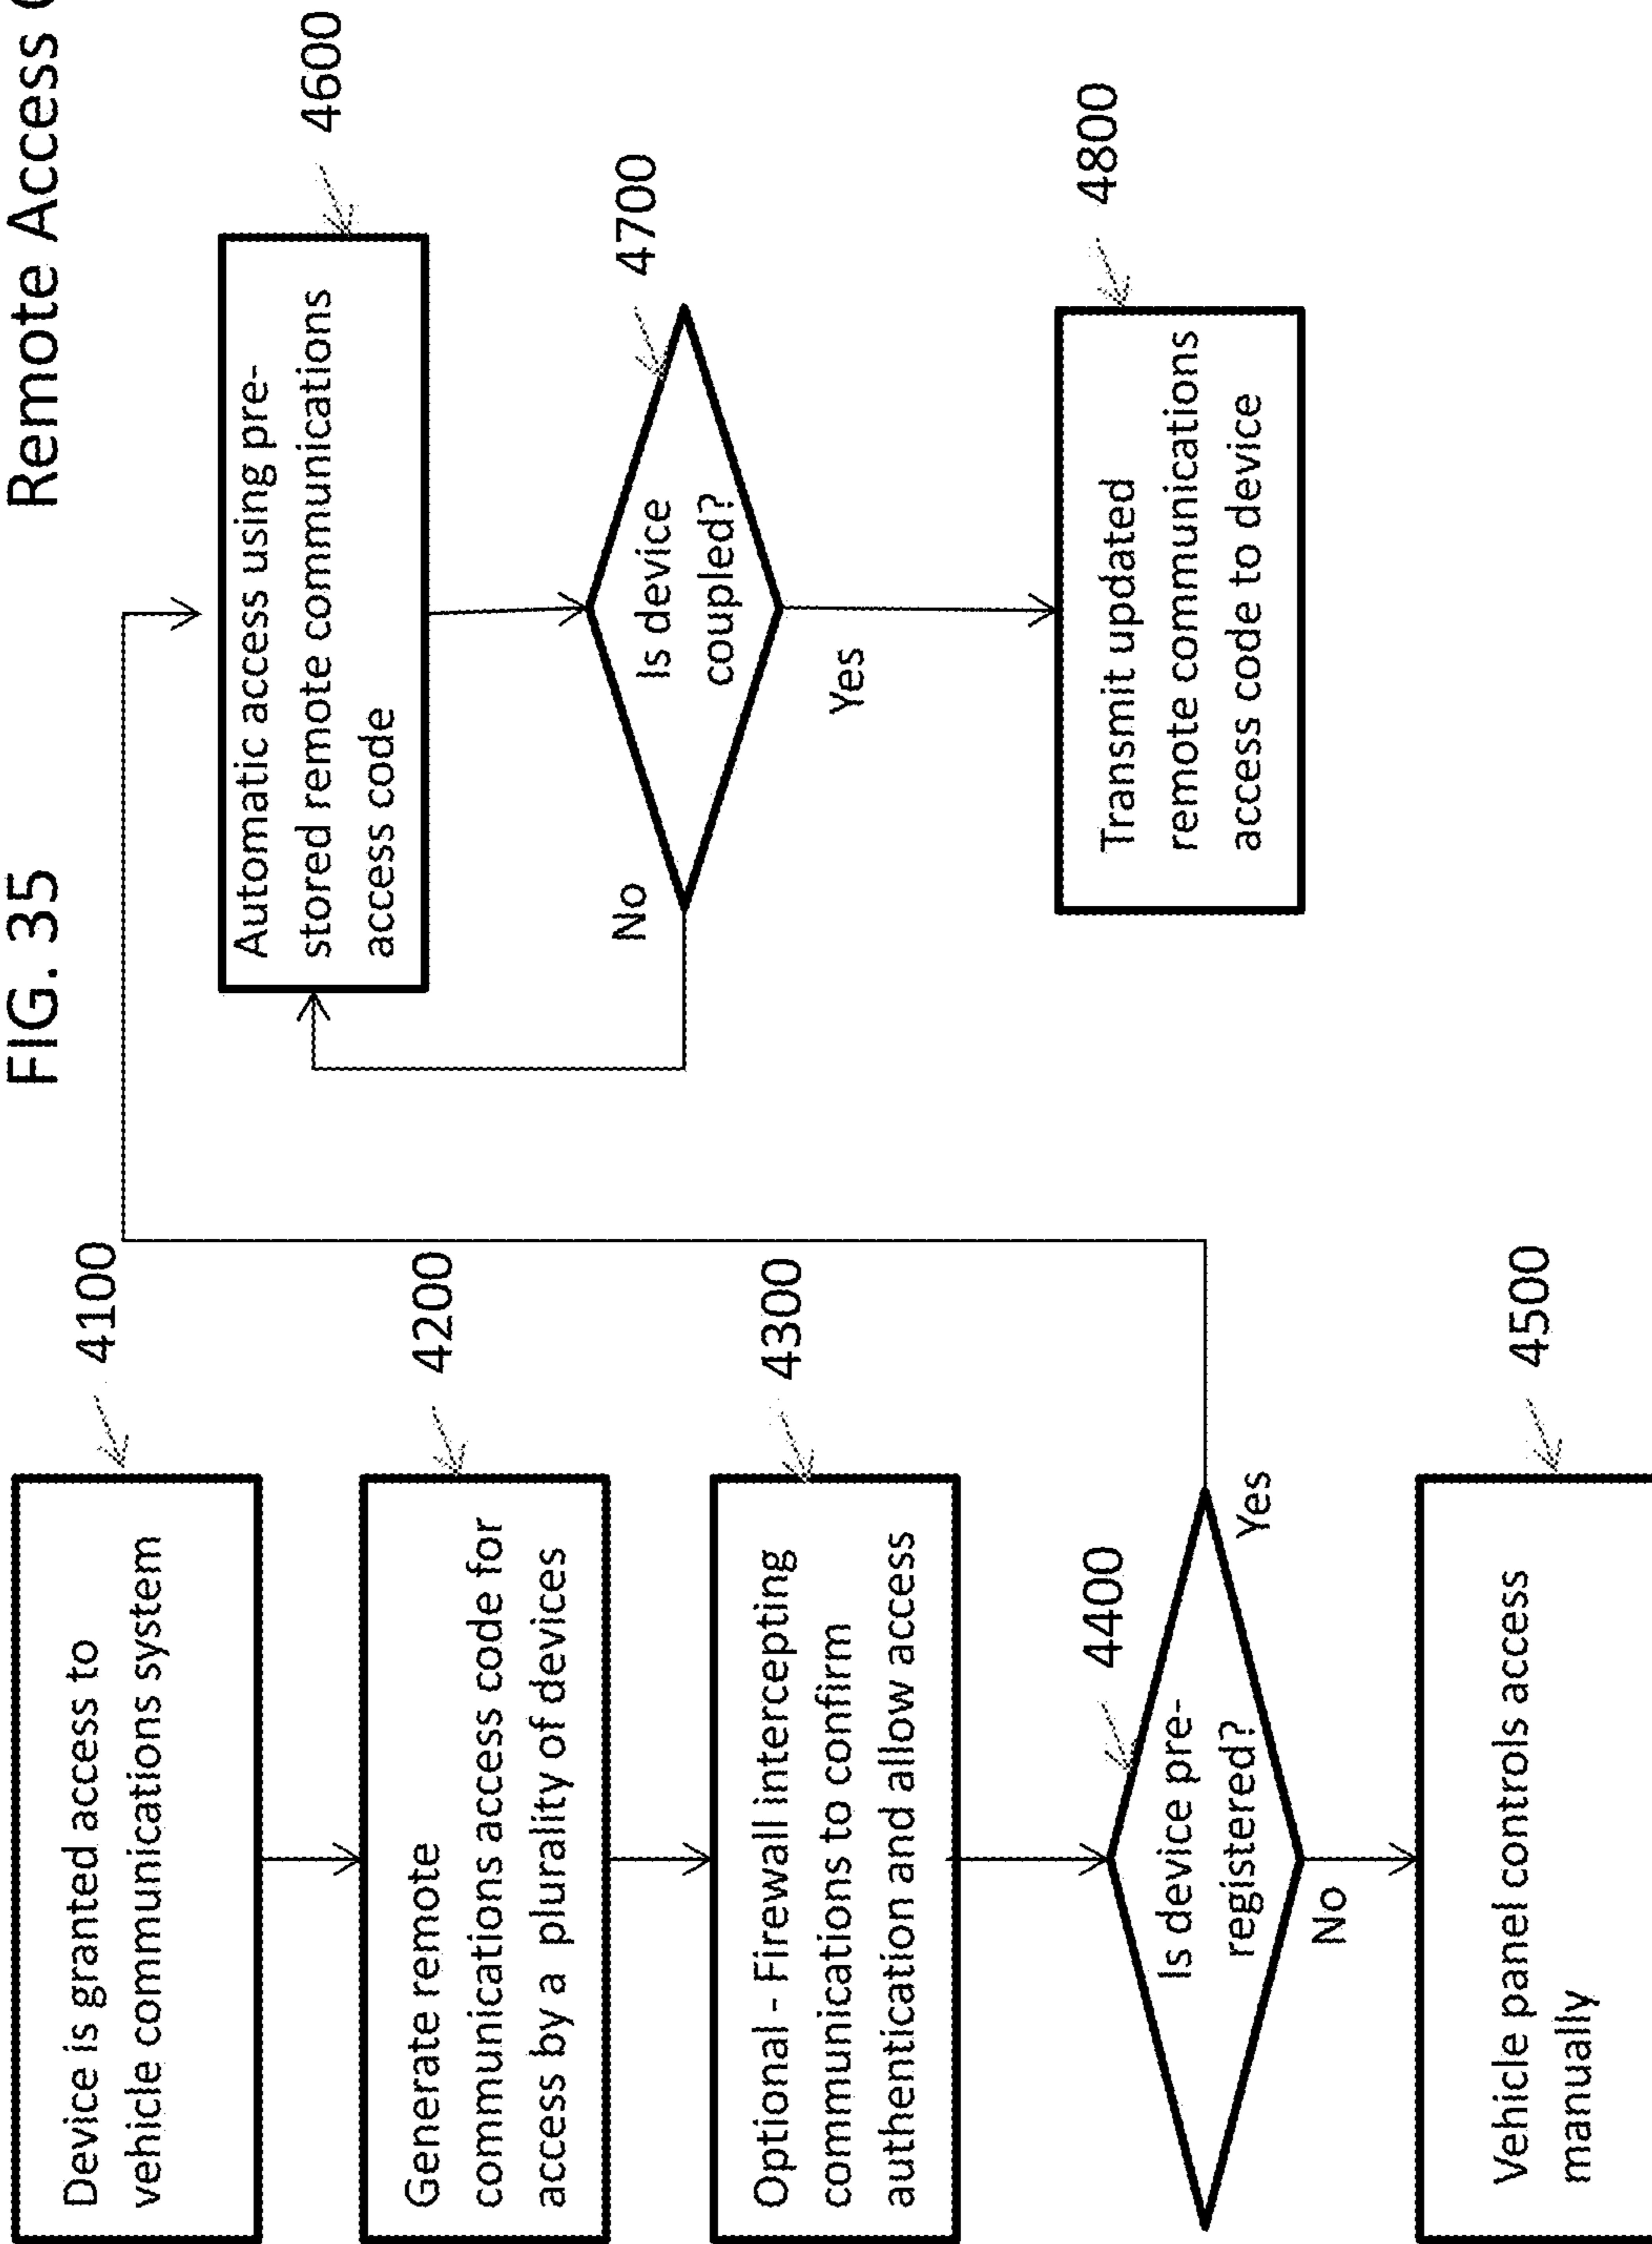 FIG. 35
Remote Access
Device is granted access to
vehicle communications system
4100
Generate remote
communications access code for
access by a plurality of devices
4200
Optional - Firewall intercepting
communications to confirm
authentication and allow access
4300
Is device pre-
registered?
4400
Yes
No
Vehicle panel controls access
manually
4500
Automatic access using pre-
stored remote communications
access code
4600
Is device
coupled?
4700
No
Yes
Transmit updated
remote communications
access code to device
4800